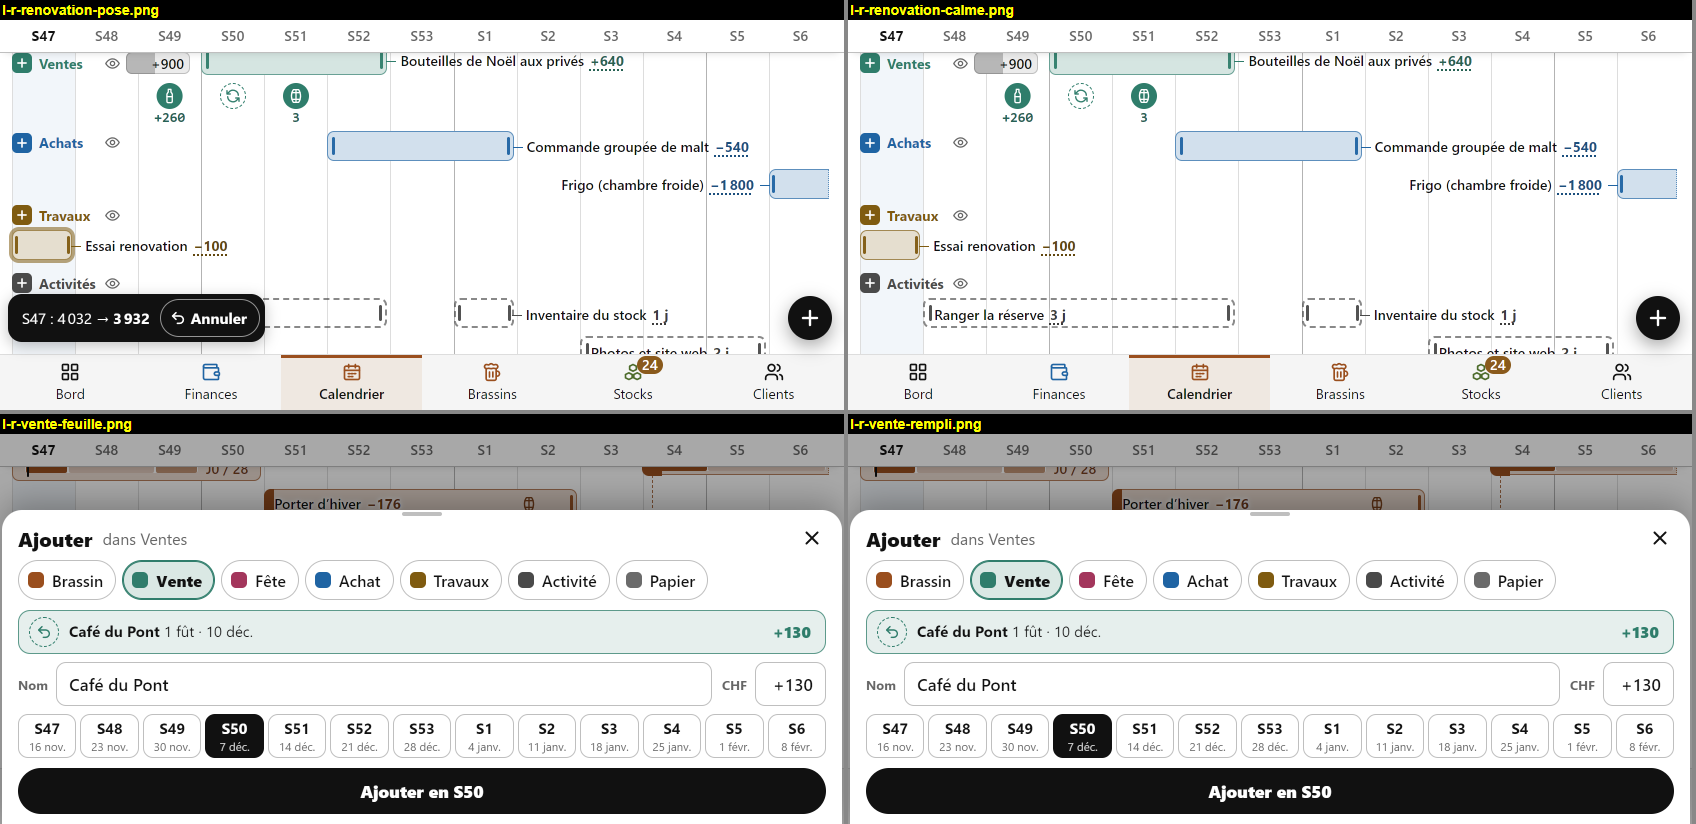 l-r-renovation-pose.png
S47 S48 S49 S50 S51 S52 S53 S1 S2 S3 S4 S5 S6
Ventes +900 Bouteilles de Noël aux privés +640
+260 3
Achats Commande groupée de malt −540
Frigo (chambre froide) −1 800
Travaux
Essai renovation −100
Activités
S47 : 4 032 → 3 932 Annuler
Inventaire du stock 1 j
Photos et site web 2 j
24
Bord Finances Calendrier Brassins Stocks Clients
l-r-renovation-calme.png
S47 S48 S49 S50 S51 S52 S53 S1 S2 S3 S4 S5 S6
Ventes +900 Bouteilles de Noël aux privés +640
+260 3
Achats Commande groupée de malt −540
Frigo (chambre froide) −1 800
Travaux
Essai renovation −100
Activités
Ranger la réserve 3 j Inventaire du stock 1 j
Photos et site web 2 j
24
Bord Finances Calendrier Brassins Stocks Clients
l-r-vente-feuille.png
S47 S48 S49 S50 S51 S52 S53 S1 S2 S3 S4 S5 S6
J0 / 28
Porter d’hiver −176
Ajouter dans Ventes
Brassin Vente Fête Achat Travaux Activité Papier
Café du Pont 1 fût · 10 déc. +130
Nom Café du Pont CHF +130
S47 S48 S49 S50 S51 S52 S53 S1 S2 S3 S4 S5 S6
16 nov. 23 nov. 30 nov. 7 déc. 14 déc. 21 déc. 28 déc. 4 janv. 11 janv. 18 janv. 25 janv. 1 févr. 8 févr.
Ajouter en S50
l-r-vente-rempli.png
S47 S48 S49 S50 S51 S52 S53 S1 S2 S3 S4 S5 S6
J0 / 28
Porter d’hiver −176
Ajouter dans Ventes
Brassin Vente Fête Achat Travaux Activité Papier
Café du Pont 1 fût · 10 déc. +130
Nom Café du Pont CHF +130
S47 S48 S49 S50 S51 S52 S53 S1 S2 S3 S4 S5 S6
16 nov. 23 nov. 30 nov. 7 déc. 14 déc. 21 déc. 28 déc. 4 janv. 11 janv. 18 janv. 25 janv. 1 févr. 8 févr.
Ajouter en S50